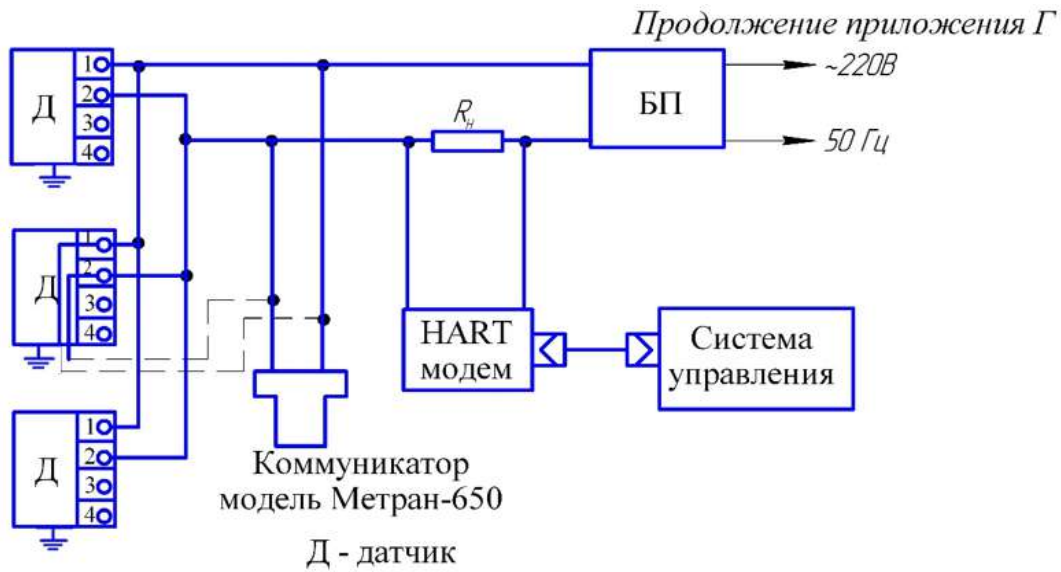 Продолжение приложения Г
Д
1
2
3
4
Rн
БП
~220В
50 Гц
Д
1
2
3
4
HART
модем
Система
управления
Д
1
2
3
4
Коммуникатор
модель Метран-650
Д - датчик